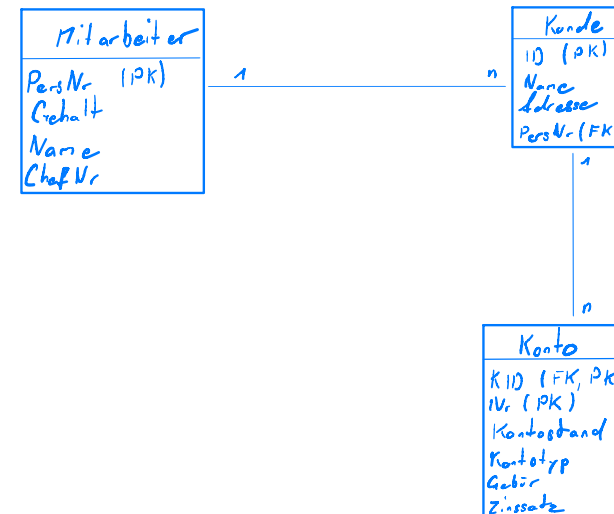 Mitarbeiter
PersNr (PK)
Gehalt
Name
ChefNr
1
n
Kunde
ID (PK)
Name
Adresse
PersNr (FK
1
n
Konto
KID (FK, PK
Nr (PK)
Kontostand
Kontotyp
Gebür
Zinssatz